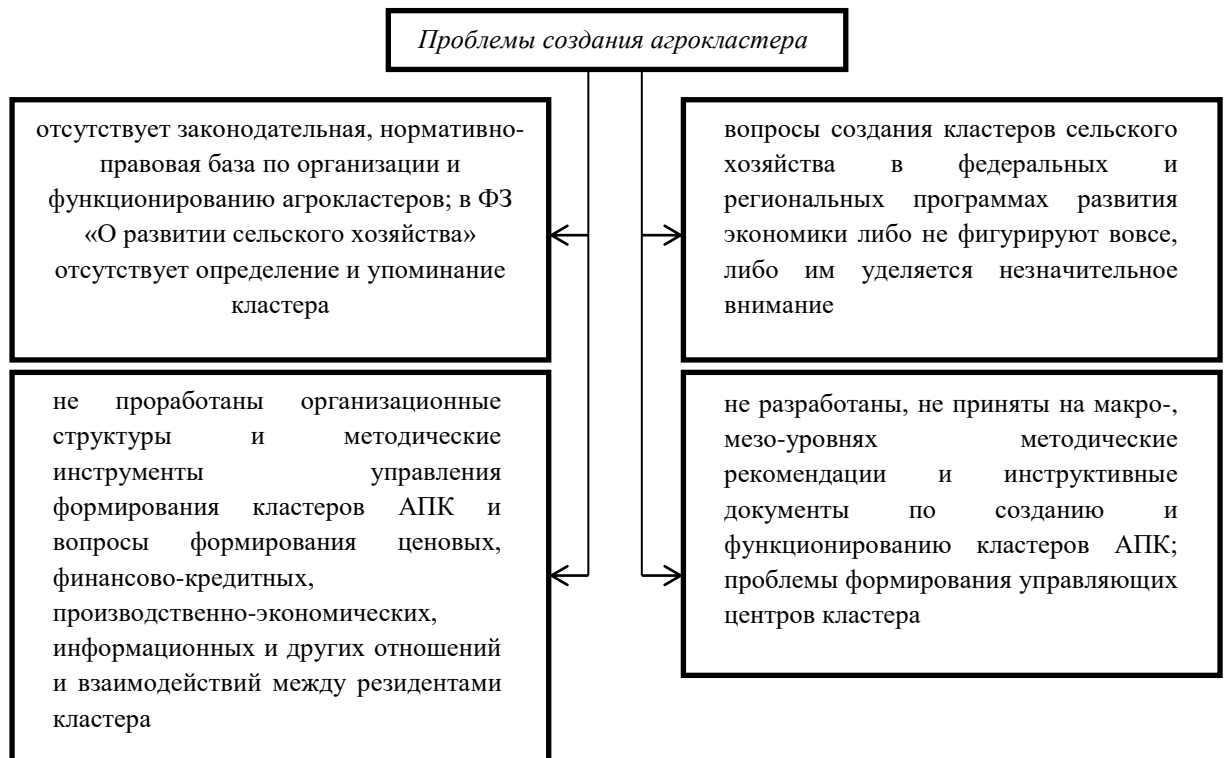 Проблемы создания агрокластера
отсутствует законодательная, нормативно-
правовая база по организации и
функционированию агрокластеров; в ФЗ
«О развитии сельского хозяйства»
отсутствует определение и упоминание
кластера
вопросы создания кластеров сельского
хозяйства в федеральных и
региональных программах развития
экономики либо не фигурируют вовсе,
либо им уделяется незначительное
внимание
не проработаны организационные
структуры и методические
инструменты управления
формирования кластеров АПК и
вопросы формирования ценовых,
финансово-кредитных,
производственно-экономических,
информационных и других отношений
и взаимодействий между резидентами
кластера
не разработаны, не приняты на макро-,
мезо-уровнях методические
рекомендации и инструктивные
документы по созданию и
функционированию кластеров АПК;
проблемы формирования управляющих
центров кластера